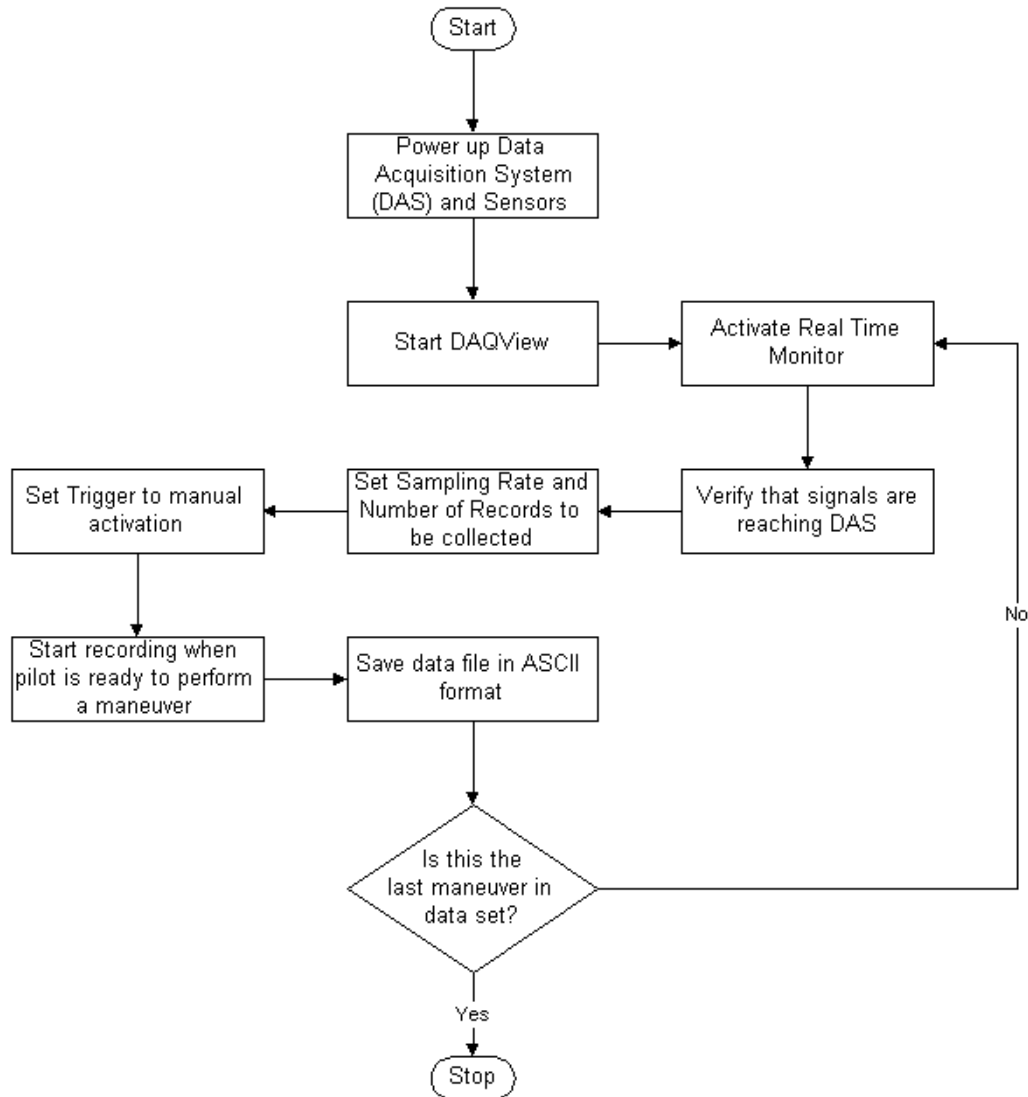 Start
Power up Data
Acquisition System
(DAS) and Sensors
Start DAQView
Activate Real Time
Monitor
Verify that signals are
reaching DAS
Set Sampling Rate and
Number of Records to
be collected
Set Trigger to manual
activation
Start recording when
pilot is ready to perform
a maneuver
Save data file in ASCII
format
Is this the
last maneuver in
data set?
No
Yes
Stop